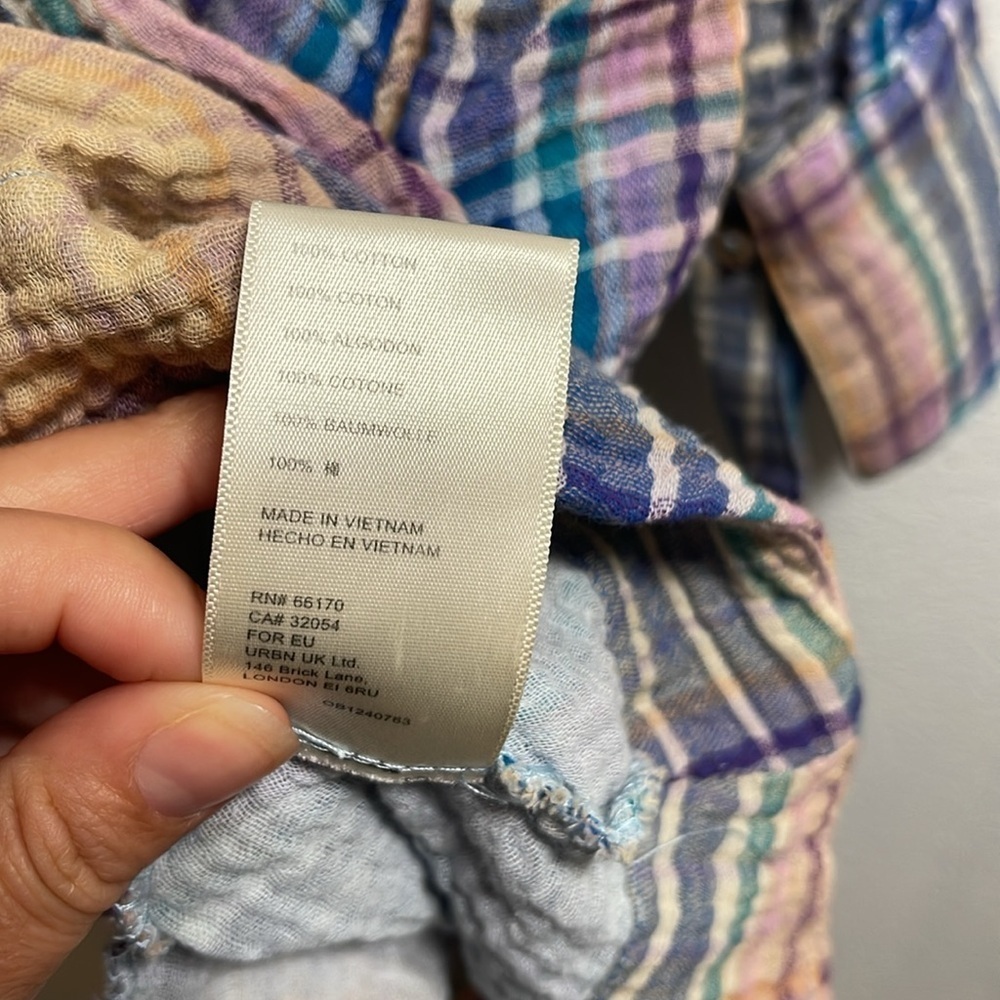 100% COTTON
100% COTON
100% ALGODON
100% COTONE
100% BAUMWOLLE
100% 棉
MADE IN VIETNAM
HECHO EN VIETNAM
RN# 66170
CA# 32054
FOR EU
URBN UK Ltd.
146 Brick Lane,
LONDON E1 6RU
OB1240763